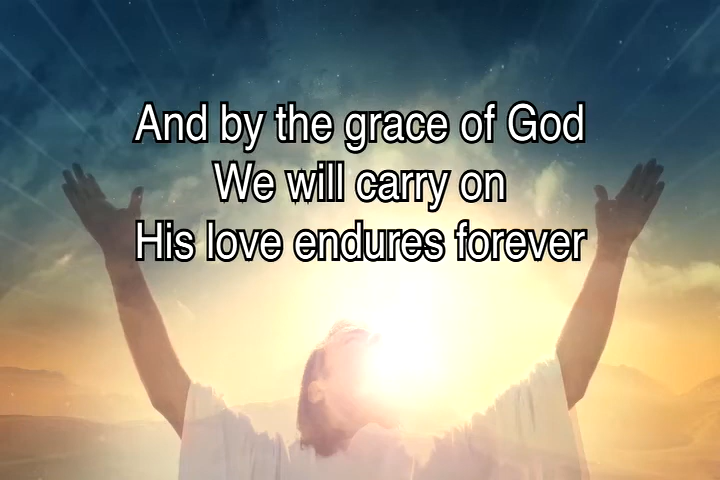 And by the grace of God
We will carry on
His love endures forever